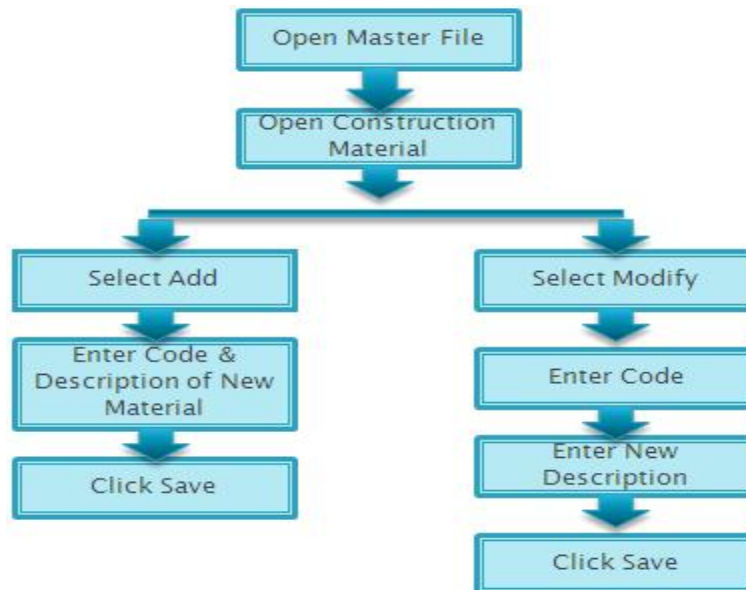 Open Master File
Open Construction
Material
Select Add
Enter Code &
Description of New
Material
Click Save
Select Modify
Enter Code
Enter New
Description
Click Save